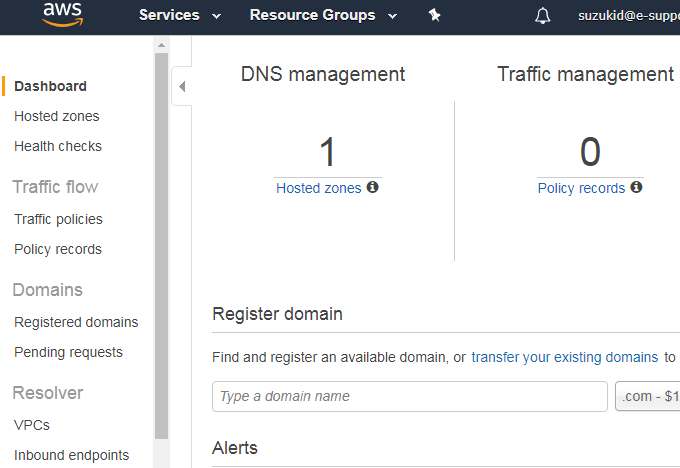 aws Services Resource Groups suzukid@e-supp
Dashboard
Hosted zones
Health checks
Traffic flow
Traffic policies
Policy records
Domains
Registered domains
Pending requests
Resolver
VPCs
Inbound endpoints
DNS management
1
Hosted zones
Traffic management
0
Policy records
Register domain
Find and register an available domain, or transfer your existing domains to
Type a domain name
.com - $1
Alerts